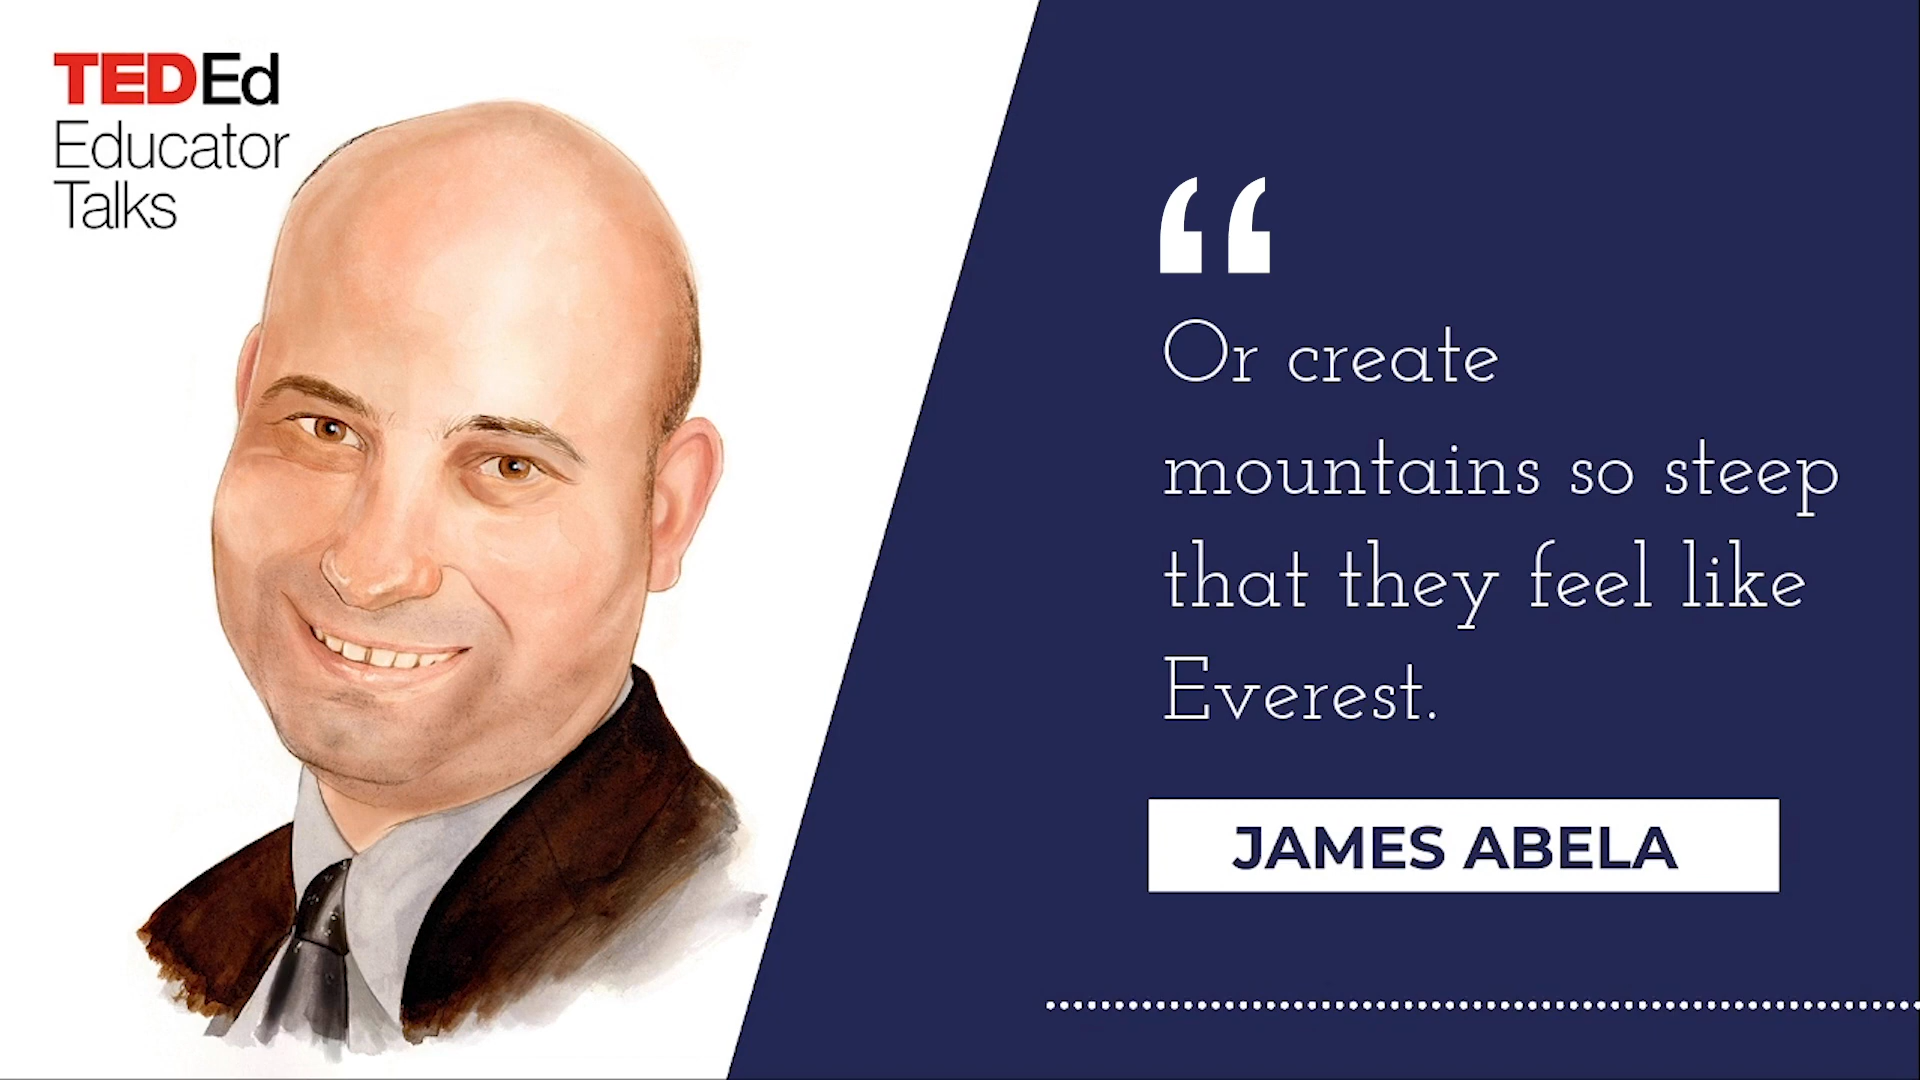 TEDEd
Educator
Talks
“
Or create
mountains so steep
that they feel like
Everest.
JAMES ABELA